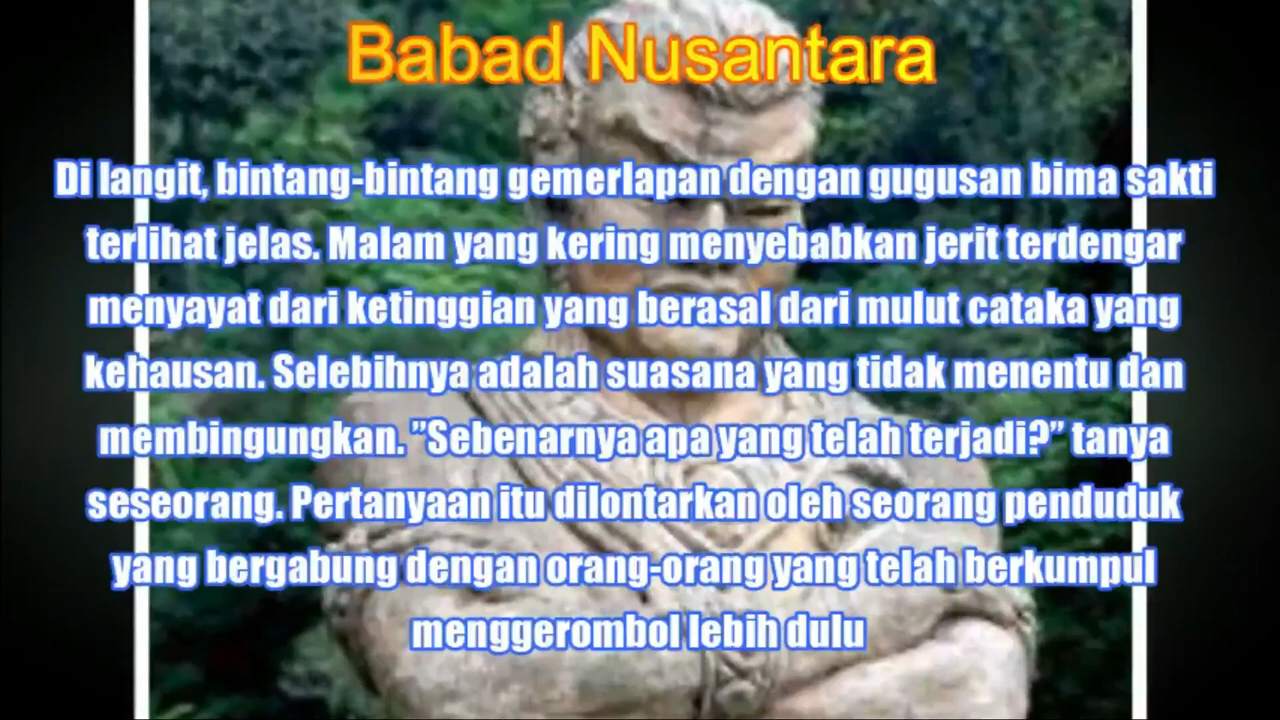 Babad Nusantara
Di langit, bintang-bintang gemerlapan dengan gugusan bima sakti
terlihat jelas. Malam yang kering menyebabkan jerit terdengar
menyayat dari ketinggian yang berasal dari mulut cataka yang
kehausan. Selebihnya adalah suasana yang tidak menentu dan
membingungkan. ”Sebenarnya apa yang telah terjadi?” tanya
seseorang. Pertanyaan itu dilontarkan oleh seorang penduduk
yang bergabung dengan orang-orang yang telah berkumpul
menggerombol lebih dulu